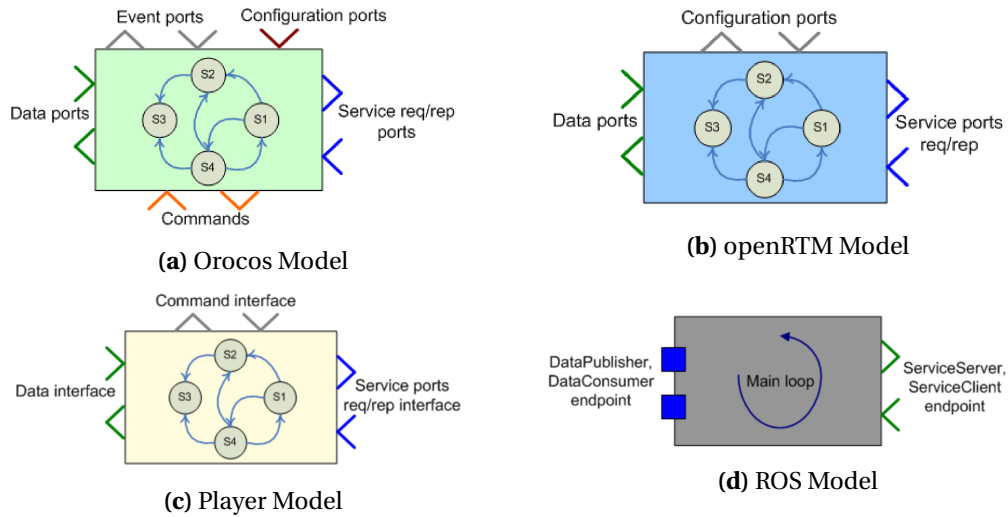 Event ports
Configuration ports
Data ports
S2
S3
S1
S4
Service req/rep
ports
Commands
(a) Orocos Model
Configuration ports
Data ports
S2
S3
S1
S4
Service ports
req/rep
(b) openRTM Model
Command interface
Data interface
S2
S3
S1
S4
Service ports
req/rep interface
(c) Player Model
DataPublisher,
DataConsumer
endpoint
Main loop
ServiceServer,
ServiceClient
endpoint
(d) ROS Model